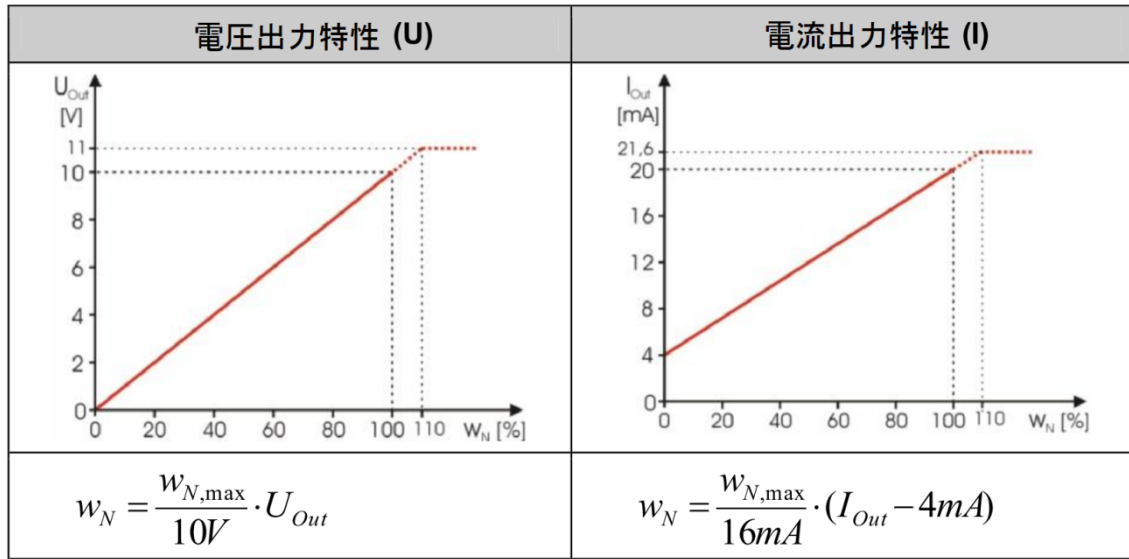 電圧出力特性 (U)
電流出力特性 (I)
U_Out
[V]
11
10
8
6
4
2
0
0 20 40 60 80 100 110 w_N [%]
I_Out
[mA]
21,6
20
16
12
8
4
0
0 20 40 60 80 100 110 w_N [%]
w_N = w_N,max / 10V · U_Out
w_N = w_N,max / 16mA · (I_Out − 4mA)